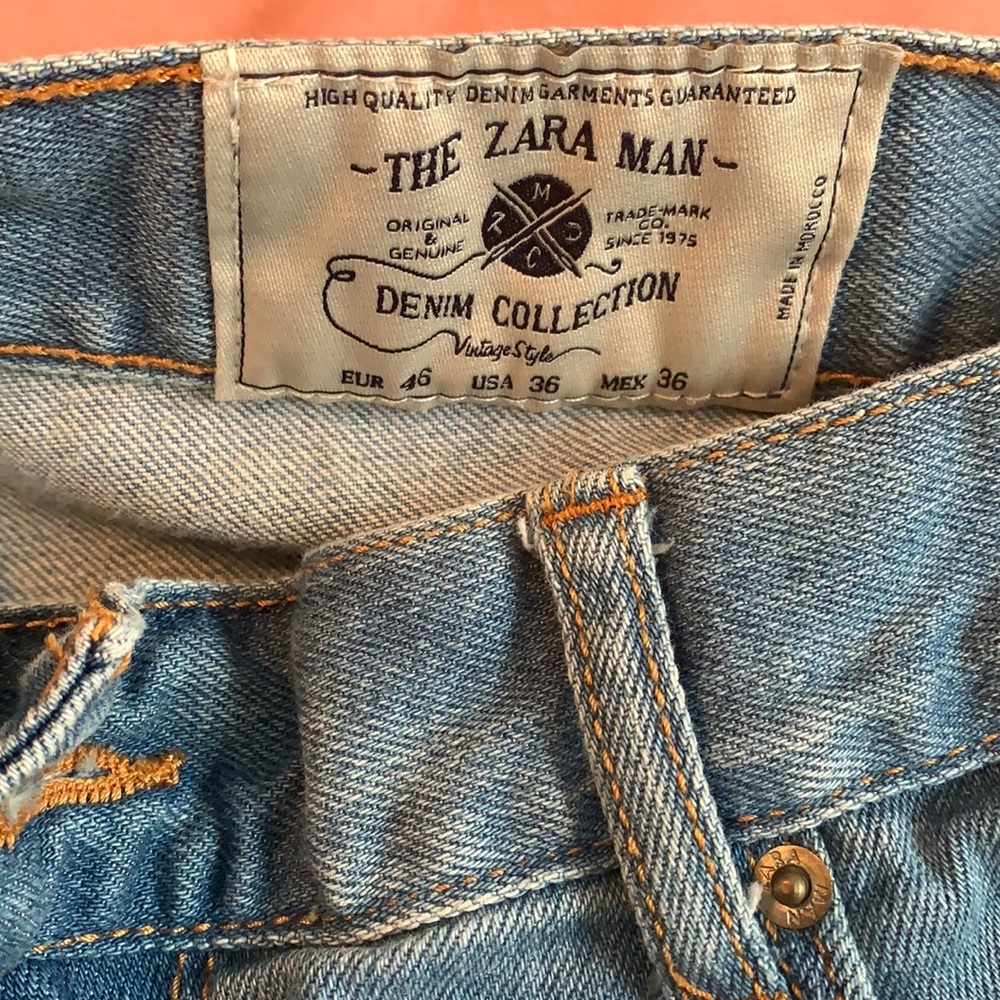 HIGH QUALITY DENIM GARMENTS GUARANTEED
THE ZARA MAN
ORIGINAL
&
GENUINE
M
Z D
C
TRADE-MARK
CO.
SINCE 1975
DENIM COLLECTION
Vintage Style
EUR 46 USA 36 MEX 36
MADE IN MOROCCO
ZARA
MAN